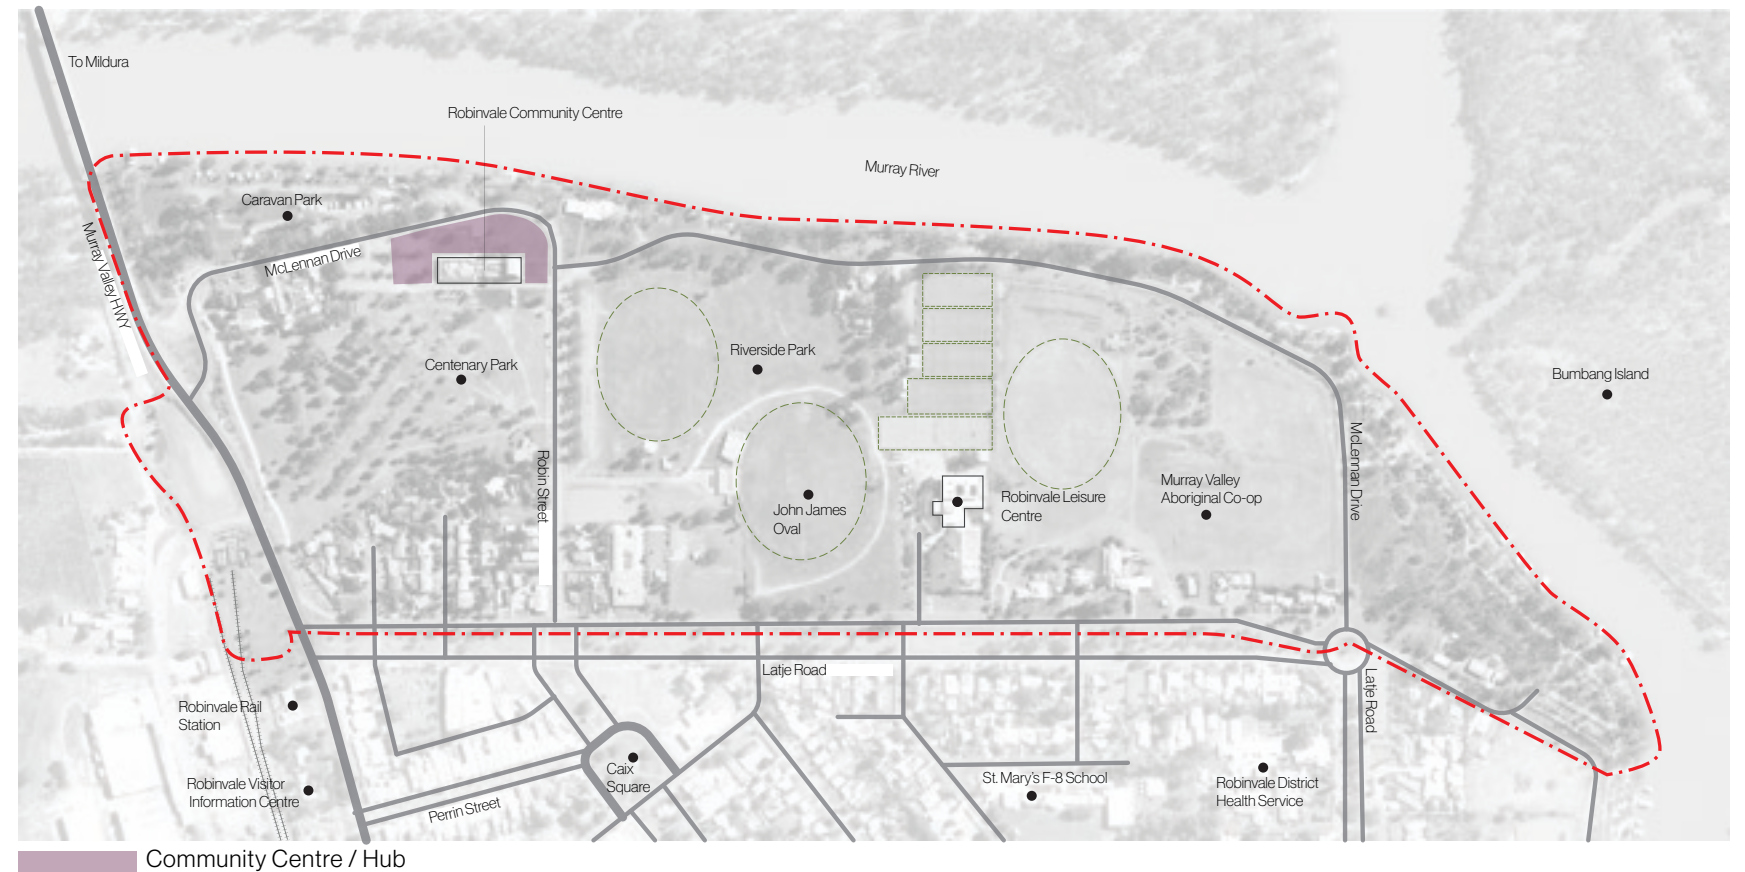 To Mildura
Robinvale Community Centre
Murray River
Caravan Park
McLennan Drive
Murray Valley HWY
Centenary Park
Riverside Park
Bumbang Island
Robin Street
McLennan Drive
John James
Oval
Robinvale Leisure
Centre
Murray Valley
Aboriginal Co-op
Latje Road
Latje Road
Robinvale Rail
Station
Caix
Square
St. Mary's F-8 School
Robinvale District
Health Service
Robinvale Visitor
Information Centre
Perrin Street
Community Centre / Hub